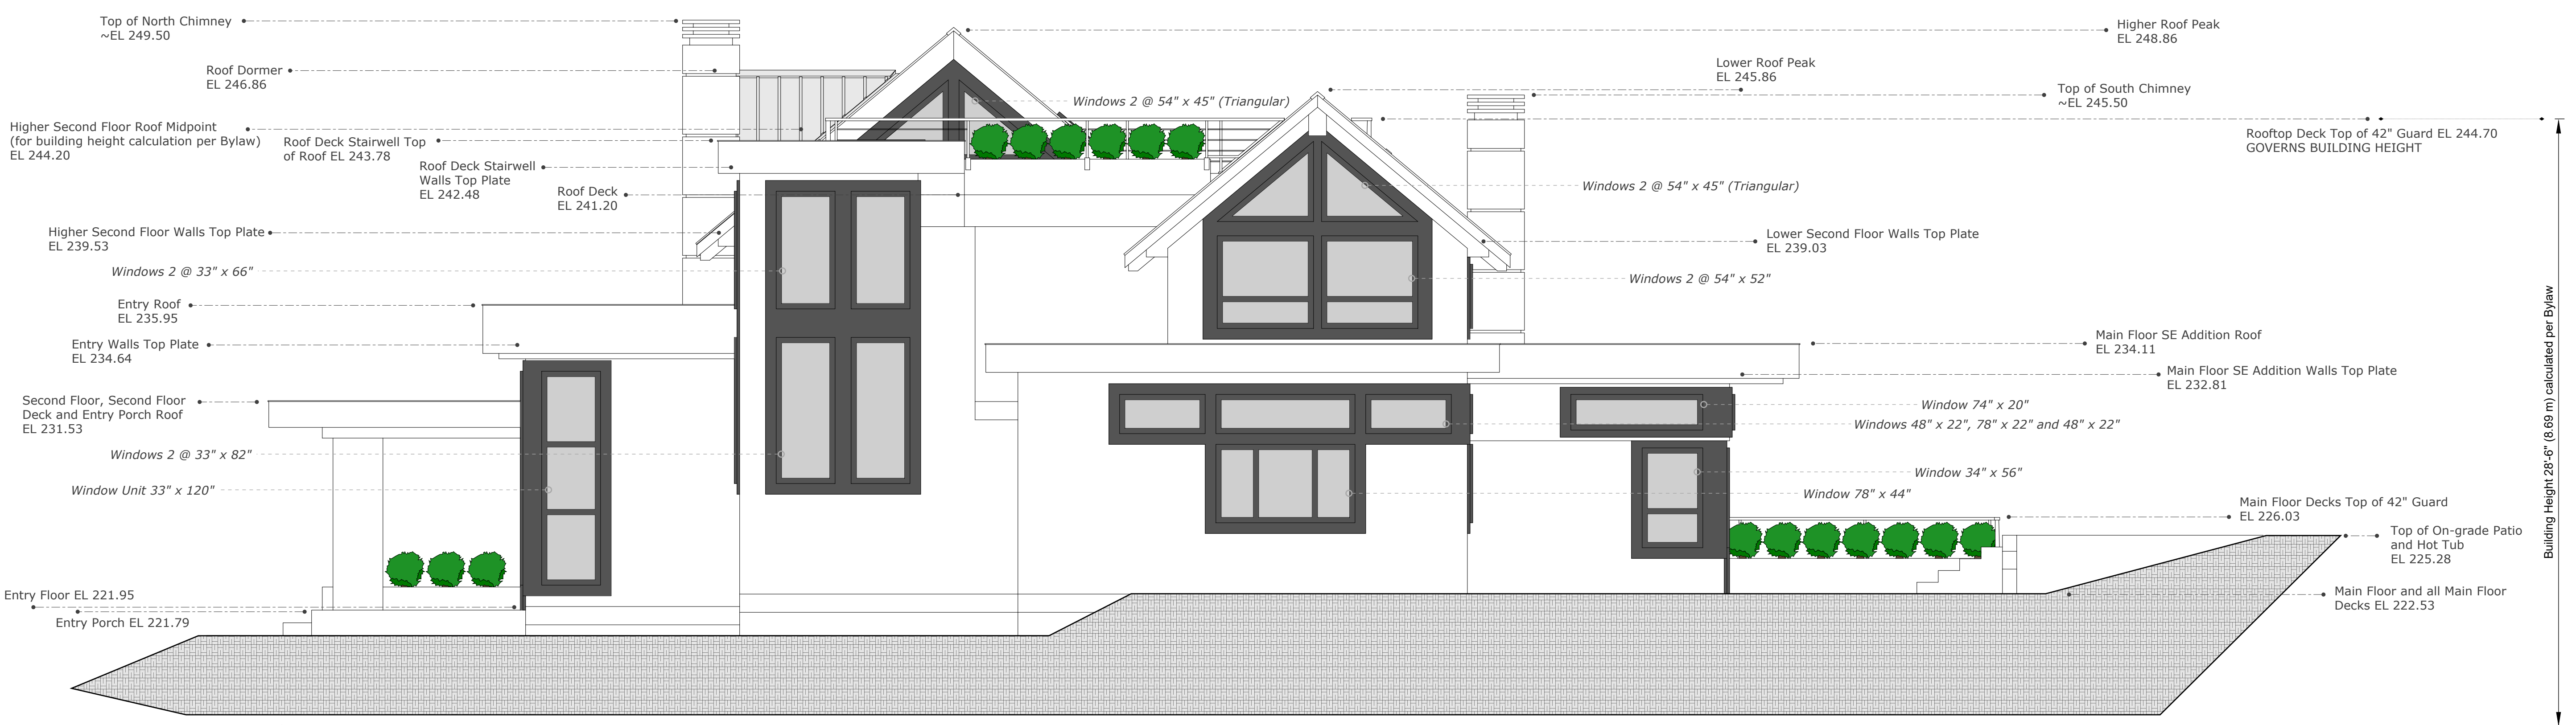 Top of North Chimney
~EL 249.50
Higher Roof Peak
EL 248.86
Roof Dormer
EL 246.86
Lower Roof Peak
EL 245.86
Top of South Chimney
~EL 245.50
Windows 2 @ 54" x 45" (Triangular)
Higher Second Floor Roof Midpoint
(for building height calculation per Bylaw)
EL 244.20
Roof Deck Stairwell Top
of Roof EL 243.78
Rooftop Deck Top of 42" Guard EL 244.70
GOVERNS BUILDING HEIGHT
Roof Deck Stairwell
Walls Top Plate
EL 242.48
Roof Deck
EL 241.20
Windows 2 @ 54" x 45" (Triangular)
Higher Second Floor Walls Top Plate
EL 239.53
Lower Second Floor Walls Top Plate
EL 239.03
Windows 2 @ 33" x 66"
Windows 2 @ 54" x 52"
Entry Roof
EL 235.95
Entry Walls Top Plate
EL 234.64
Main Floor SE Addition Roof
EL 234.11
Main Floor SE Addition Walls Top Plate
EL 232.81
Second Floor, Second Floor
Deck and Entry Porch Roof
EL 231.53
Window 74" x 20"
Windows 48" x 22", 78" x 22" and 48" x 22"
Windows 2 @ 33" x 82"
Window 34" x 56"
Window Unit 33" x 120"
Window 78" x 44"
Main Floor Decks Top of 42" Guard
EL 226.03
Top of On-grade Patio
and Hot Tub
EL 225.28
Entry Floor EL 221.95
Entry Porch EL 221.79
Main Floor and all Main Floor
Decks EL 222.53
Building Height 28'-6" (8.69 m) calculated per Bylaw